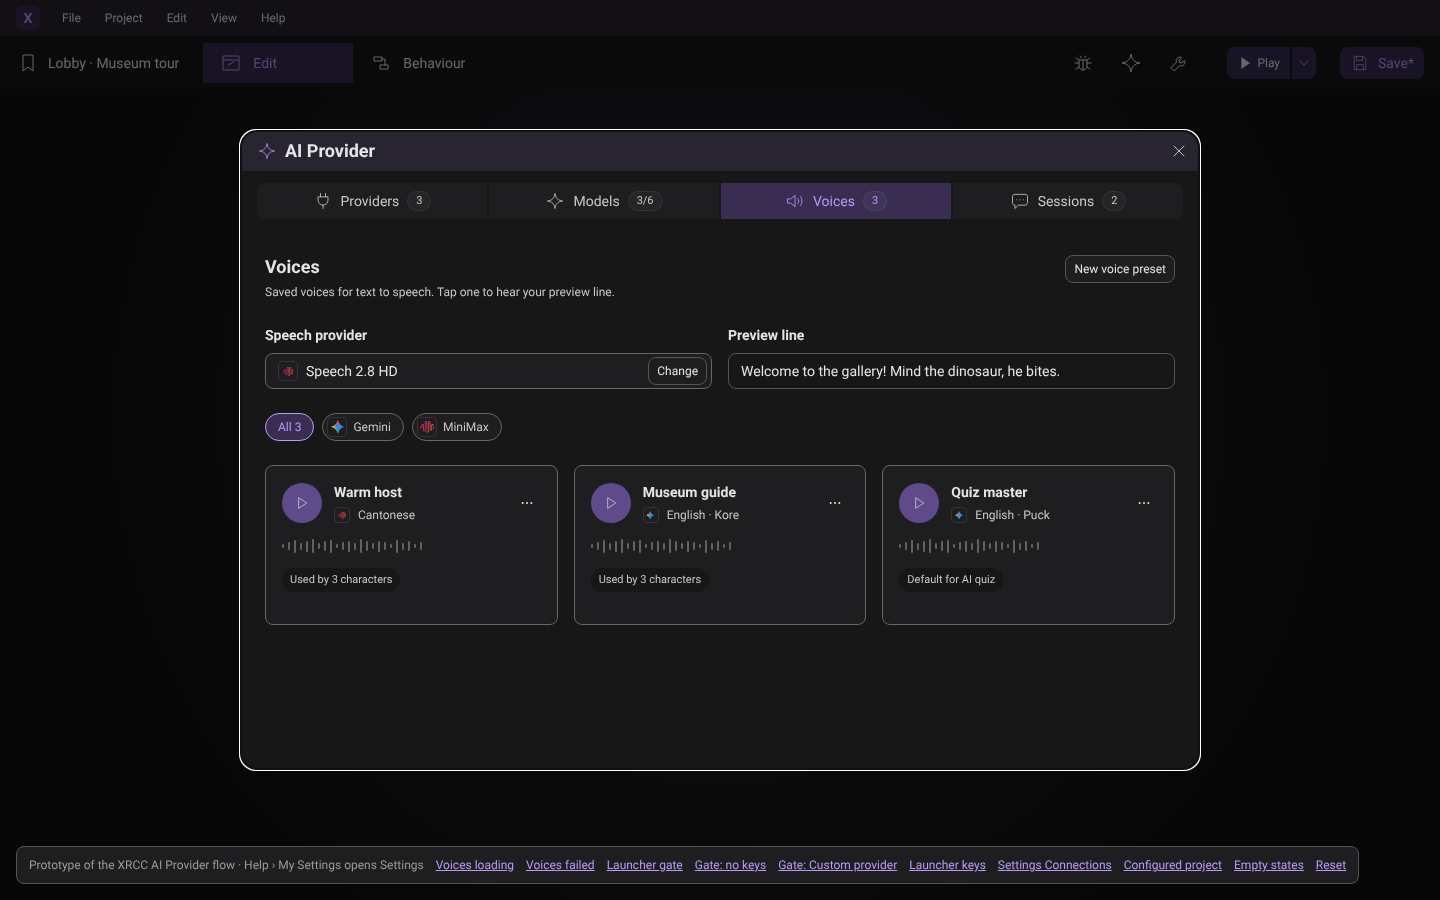 X File Project Edit View Help
Lobby · Museum tour Edit Behaviour Play Save*
AI Provider
Providers 3 Models 3/6 Voices 3 Sessions 2
Voices
New voice preset
Saved voices for text to speech. Tap one to hear your preview line.
Speech provider
Preview line
Speech 2.8 HD Change
Welcome to the gallery! Mind the dinosaur, he bites.
All 3 Gemini MiniMax
Warm host
Cantonese
Used by 3 characters
Museum guide
English · Kore
Used by 3 characters
Quiz master
English · Puck
Default for AI quiz
Prototype of the XRCC AI Provider flow · Help › My Settings opens Settings Voices loading Voices failed Launcher gate Gate: no keys Gate: Custom provider Launcher keys Settings Connections Configured project Empty states Reset